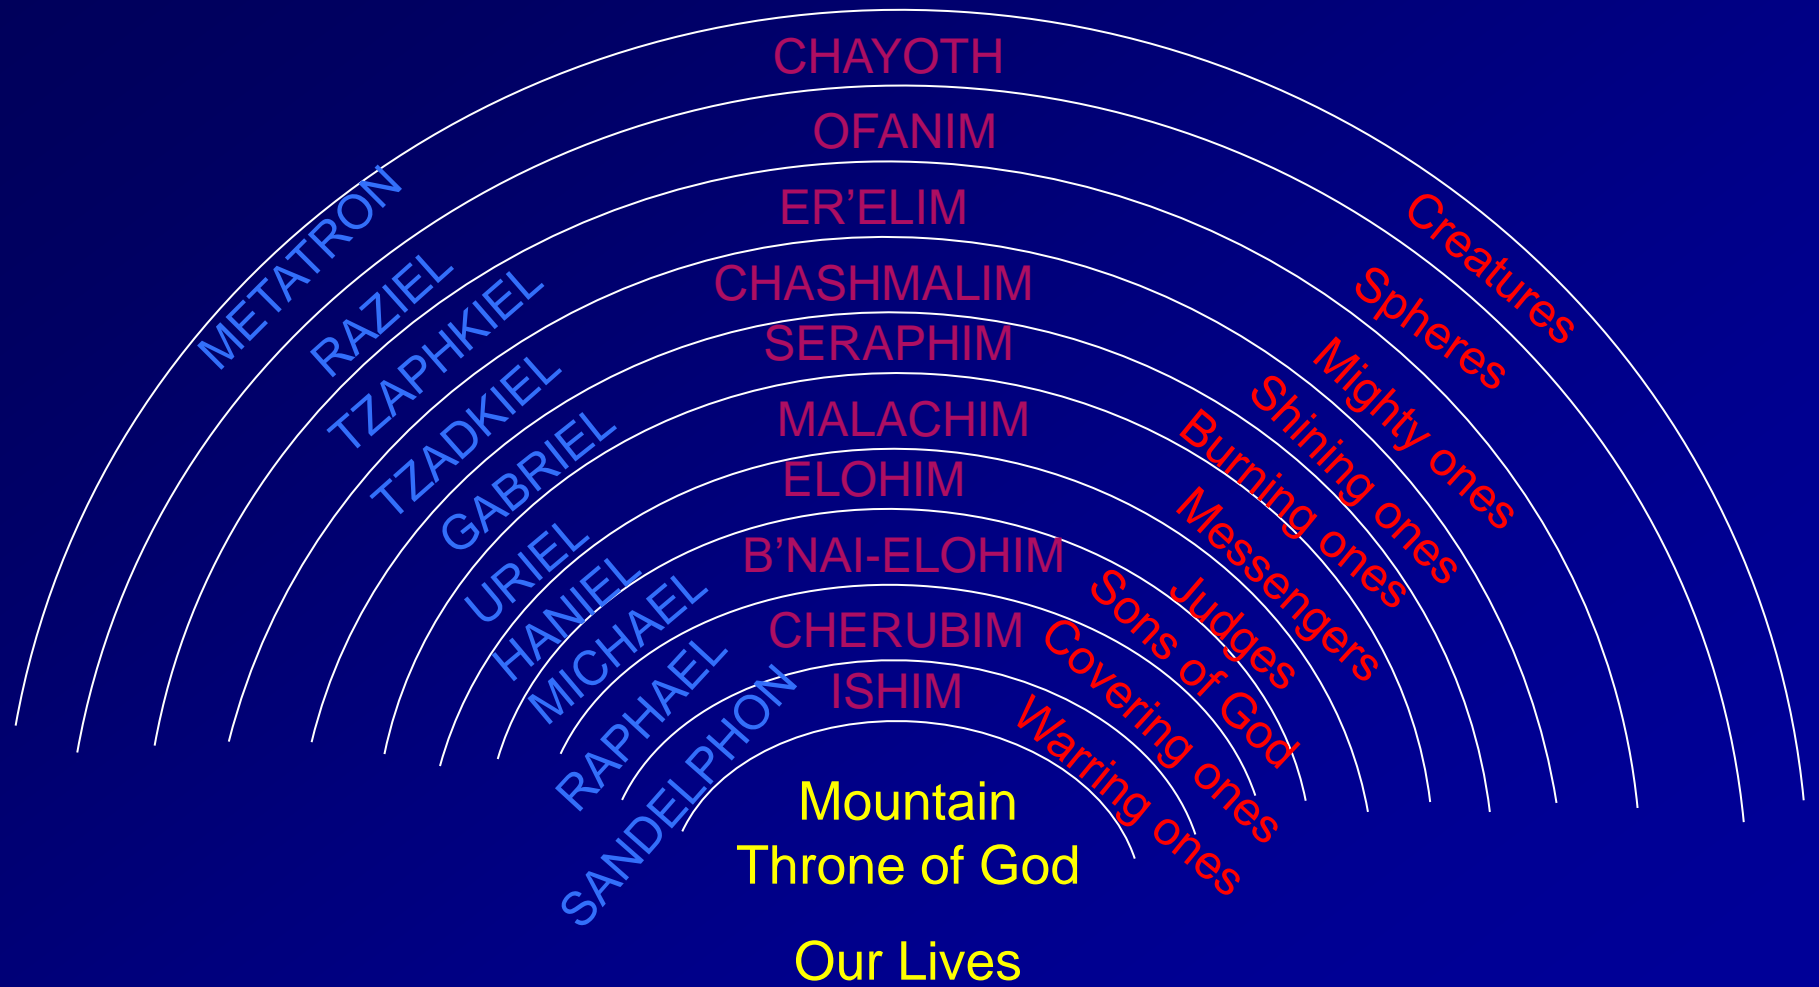 CHAYOTH
OFANIM
ER’ELIM
CHASHMALIM
SERAPHIM
MALACHIM
ELOHIM
B’NAI-ELOHIM
CHERUBIM
ISHIM
METATRON
RAZIEL
TZAPHKIEL
TZADKIEL
GABRIEL
URIEL
HANIEL
MICHAEL
RAPHAEL
SANDELPHON
Creatures
Spheres
Mighty ones
Shining ones
Burning ones
Messengers
Judges
Sons of God
Covering ones
Warring ones
Mountain
Throne of God
Our Lives